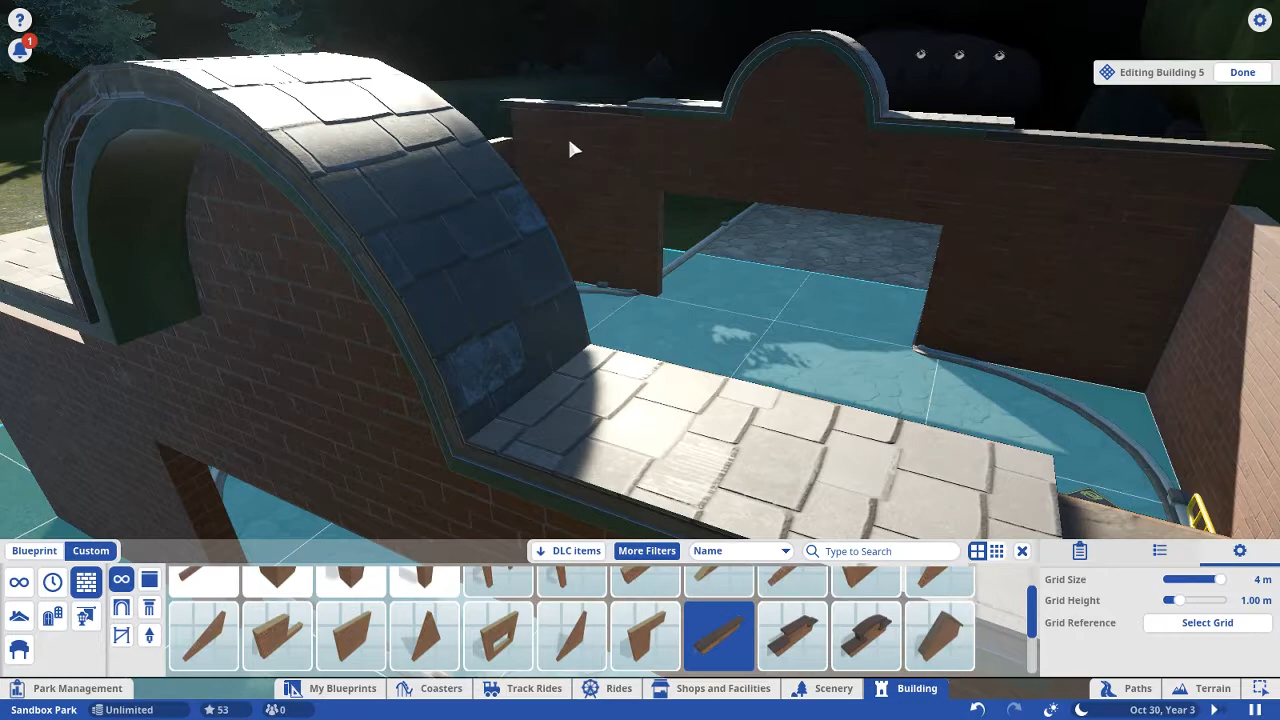 ?
1
Editing Building 5
Done
Blueprint
Custom
DLC items
More Filters
Name
Type to Search
Grid Size
4 m
Grid Height
1.00 m
Grid Reference
Select Grid
Park Management
My Blueprints
Coasters
Track Rides
Rides
Shops and Facilities
Scenery
Building
Paths
Terrain
Sandbox Park
Unlimited
53
0
Oct 30, Year 3